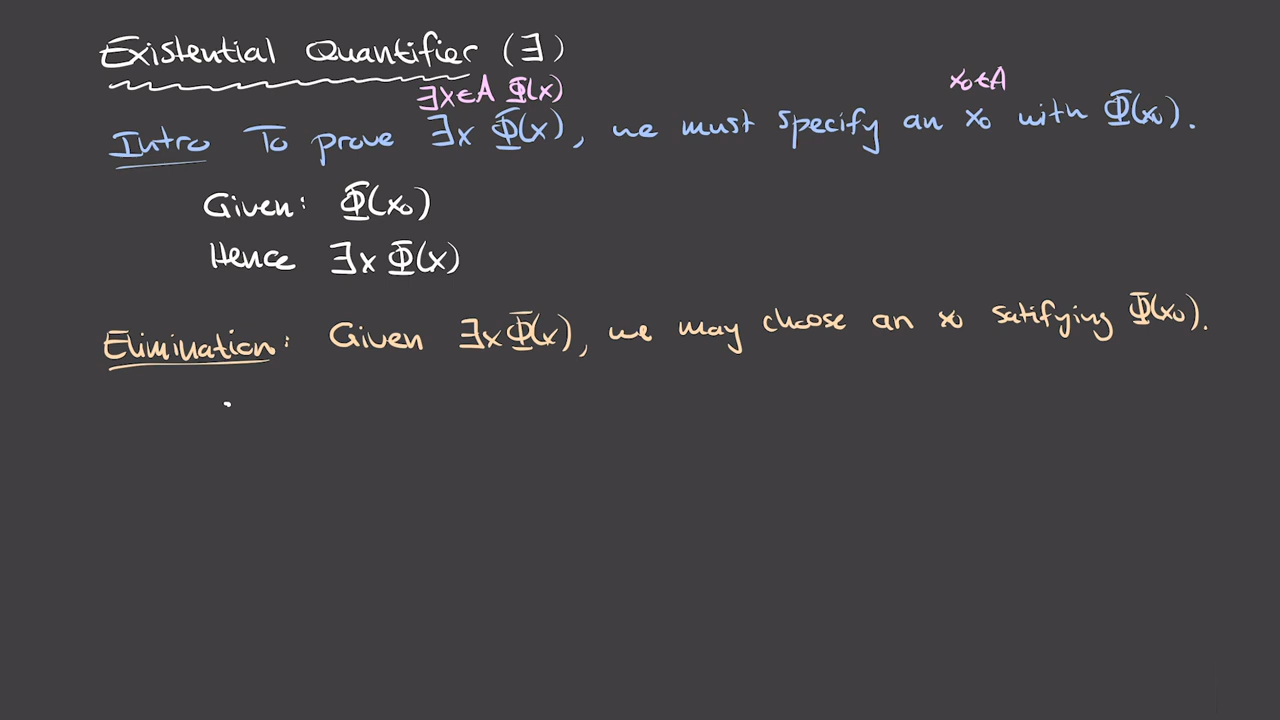 Existential Quantifier (∃)
∃x∈A Φ(x) x₀∈A
Intro To prove ∃x Φ(x), we must specify an x₀ with Φ(x₀).
Given: Φ(x₀)
Hence ∃x Φ(x)
Elimination: Given ∃x Φ(x), we may choose an x₀ satifying Φ(x₀).